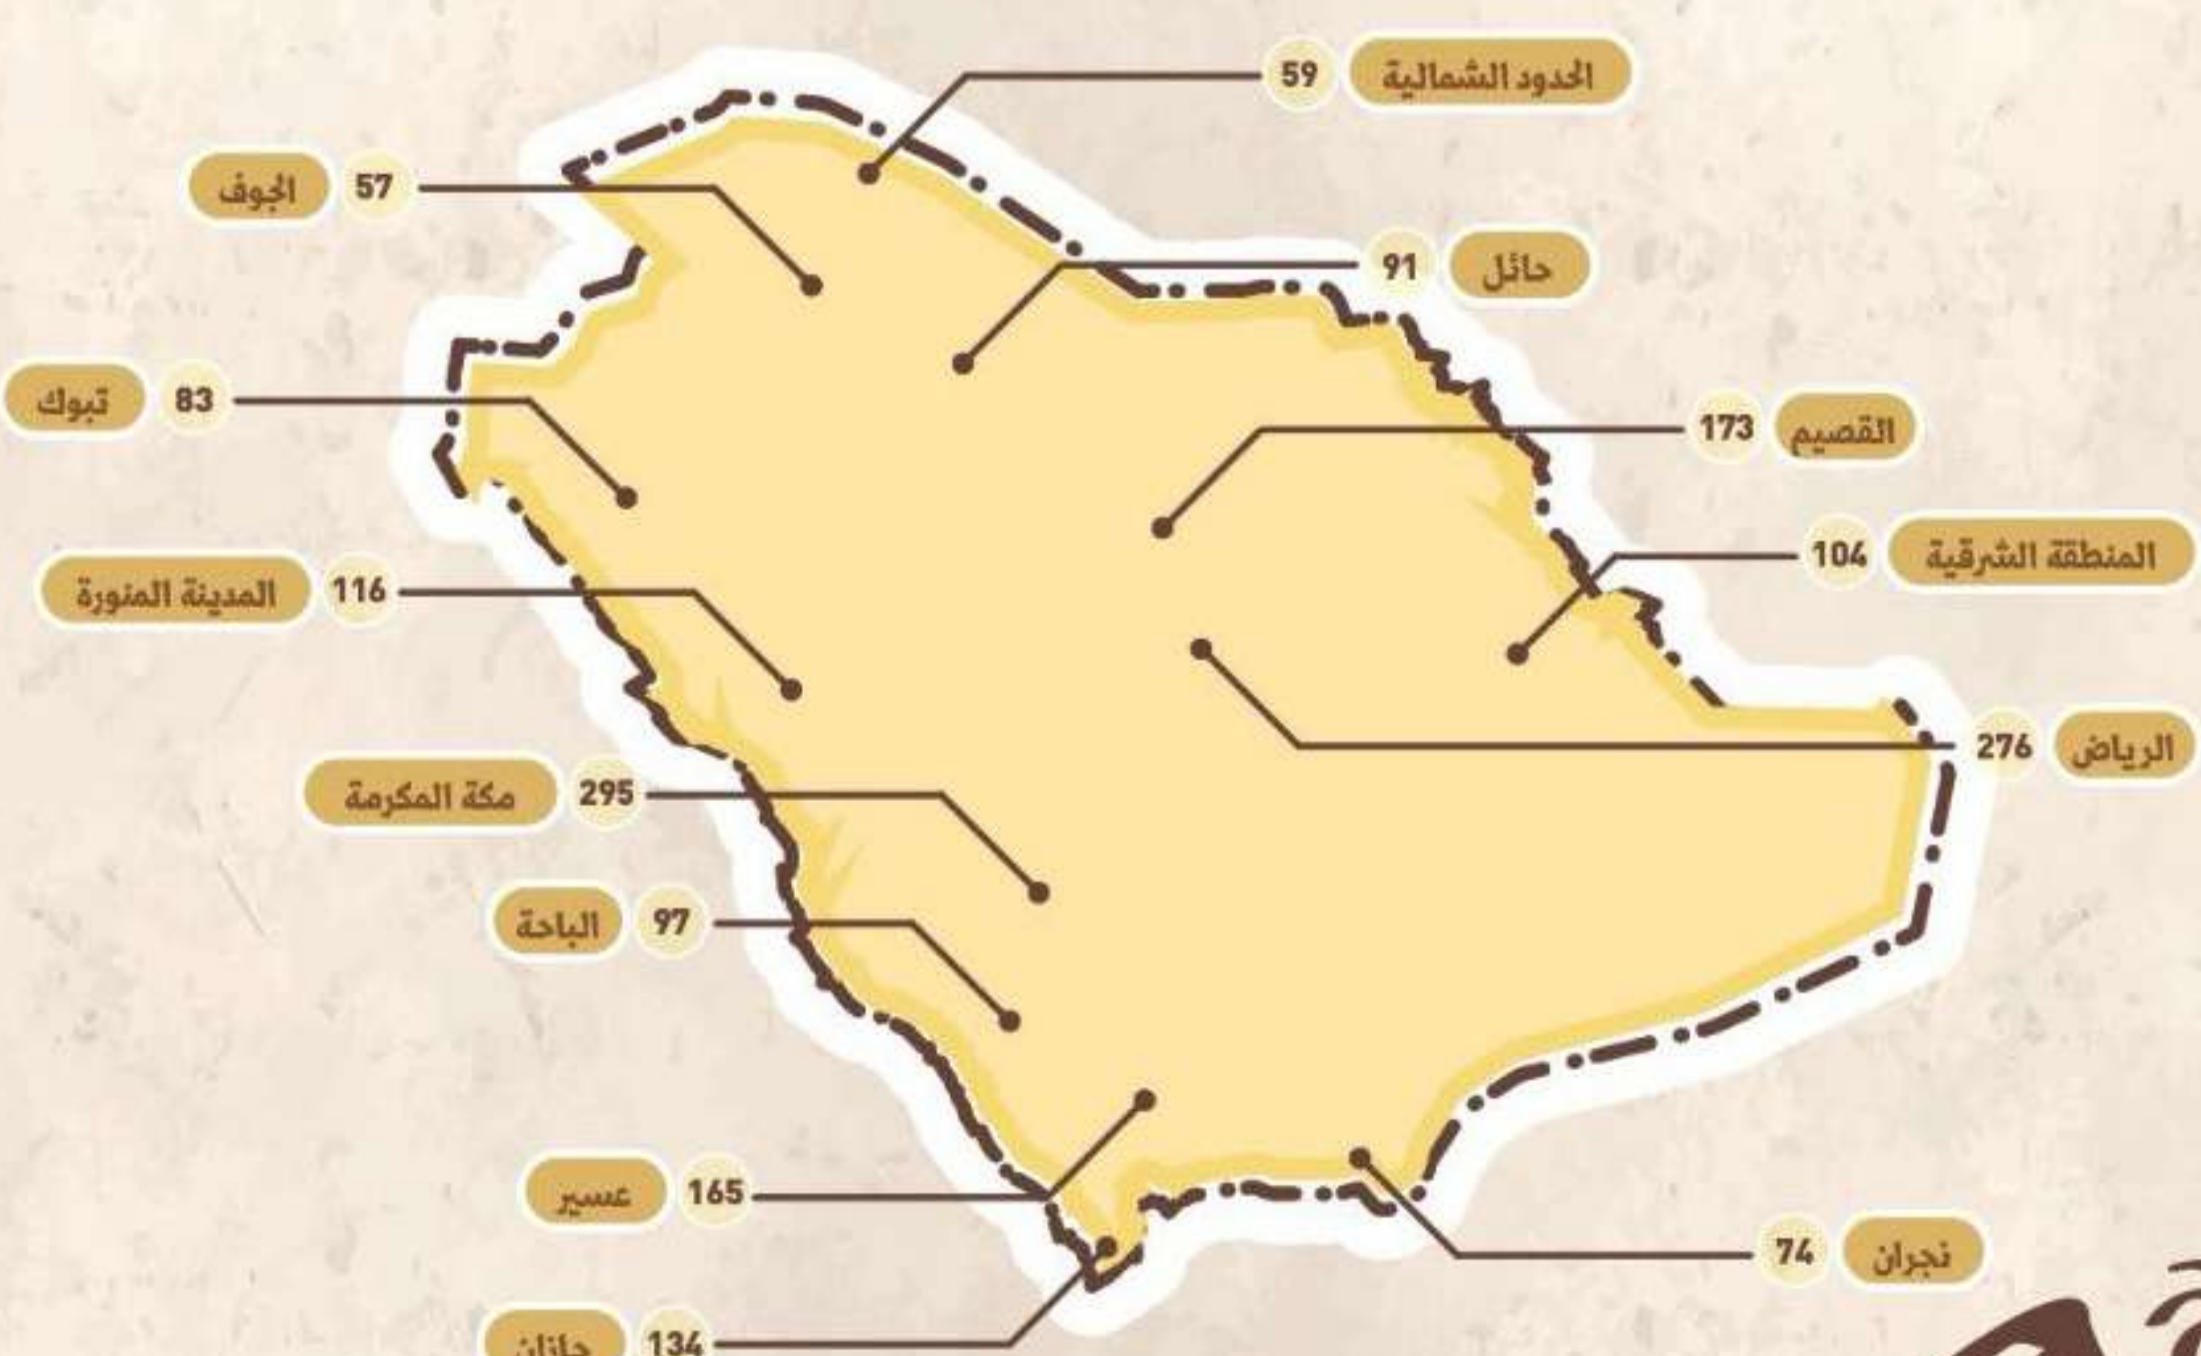 الحدود الشمالية 59
الجوف 57
حائل 91
تبوك 83
القصيم 173
المنطقة الشرقية 104
المدينة المنورة 116
الرياض 276
مكة المكرمة 295
الباحة 97
عسير 165
نجران 74
جازان 134